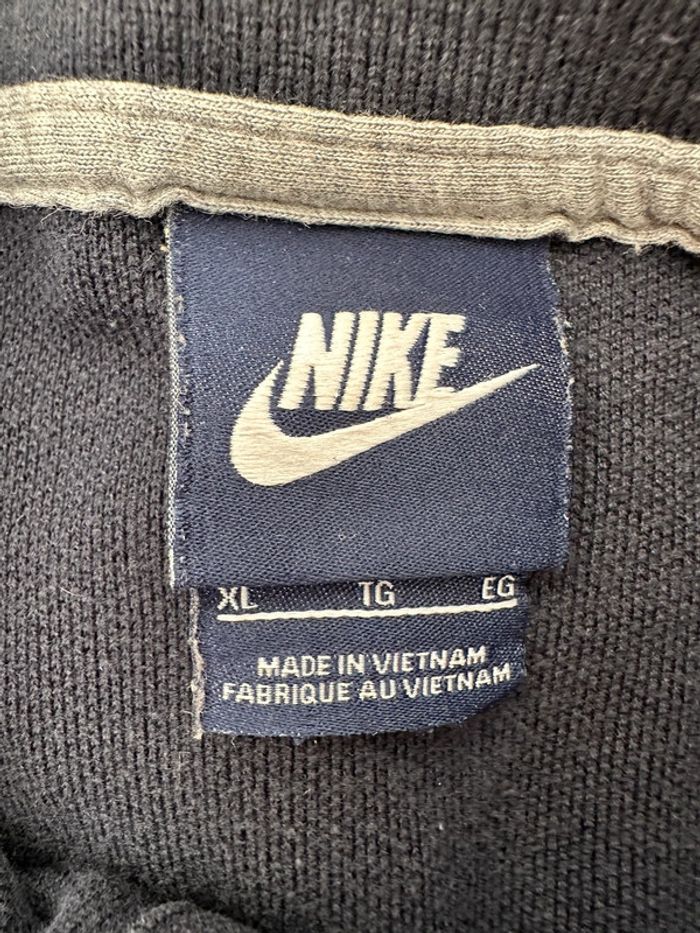 NIKE
XL TG EG
MADE IN VIETNAM
FABRIQUE AU VIETNAM